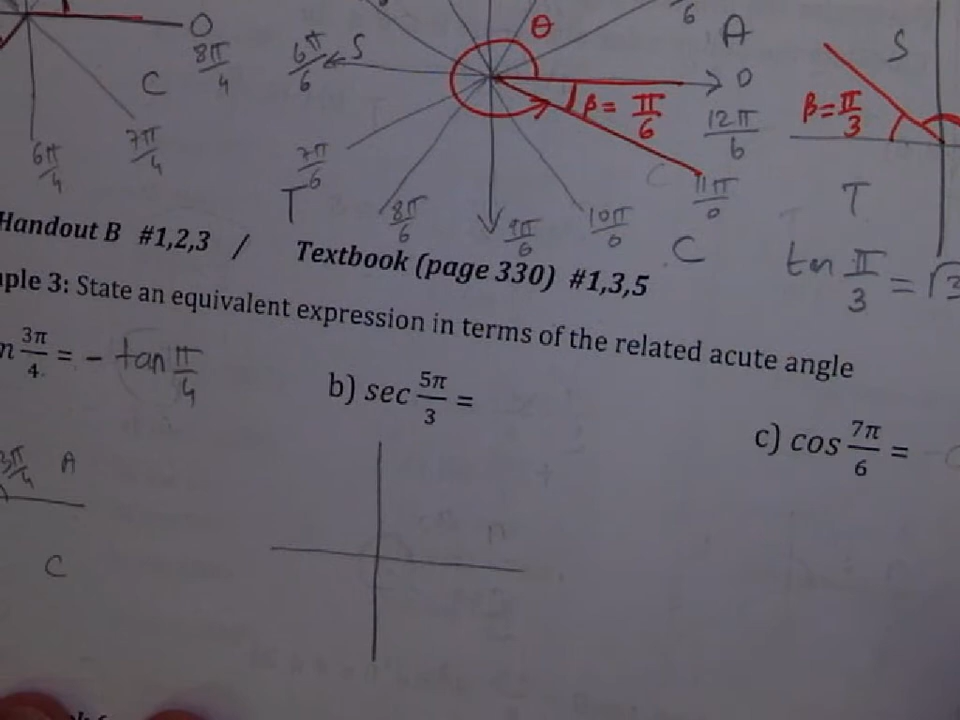 O
8π/4
C
7π/4
6π/4
θ
6
A
S
6π/6
O
12π/6
β = π/6
11π
7π/6
T
8π/6
9π/6
10π
C
C
S
β = π/3
T
tan π/3 = √3
Handout B #1,2,3 / Textbook (page 330) #1,3,5
ple 3: State an equivalent expression in terms of the related acute angle
n 3π/4 = - tan π/4
b) sec 5π/3 =
c) cos 7π/6 =
3π/4
A
C